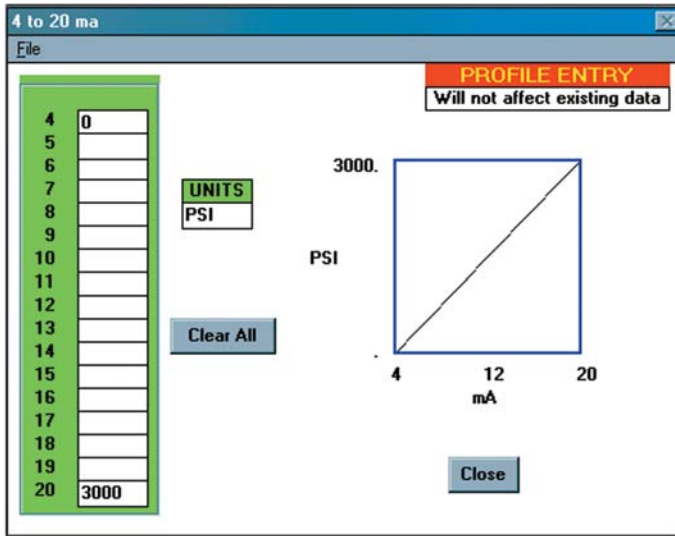 4 to 20 ma
File
PROFILE ENTRY
Will not affect existing data
4 0
5
6
7
8
9
10
11
12
13
14
15
16
17
18
19
20 3000
UNITS
PSI
Clear All
3000.
PSI
.
4 12 20
mA
Close